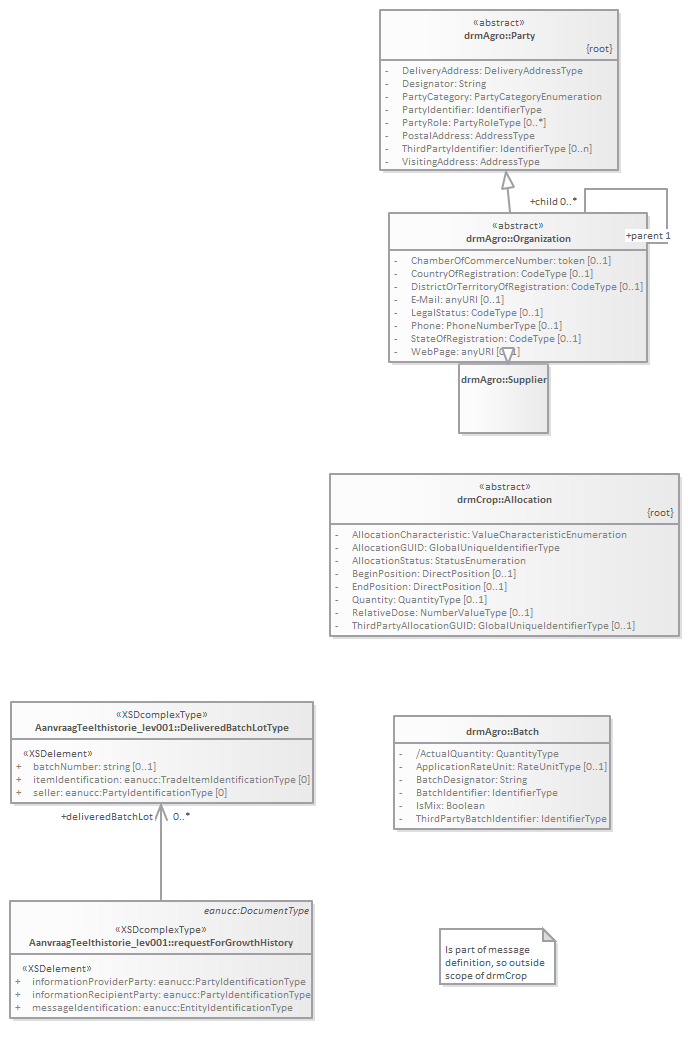 «abstract»
drmAgro::Party
{root}
- DeliveryAddress: DeliveryAddressType
- Designator: String
- PartyCategory: PartyCategoryEnumeration
- PartyIdentifier: IdentifierType
- PartyRole: PartyRoleType [0..*]
- PostalAddress: AddressType
- ThirdPartyIdentifier: IdentifierType [0..n]
- VisitingAddress: AddressType
+child 0..*
+parent 1
«abstract»
drmAgro::Organization
- ChamberOfCommerceNumber: token [0..1]
- CountryOfRegistration: CodeType [0..1]
- DistrictOrTerritoryOfRegistration: CodeType [0..1]
- E-Mail: anyURI [0..1]
- LegalStatus: CodeType [0..1]
- Phone: PhoneNumberType [0..1]
- StateOfRegistration: CodeType [0..1]
- WebPage: anyURI [0..1]
drmAgro::Supplier
«abstract»
drmCrop::Allocation
{root}
- AllocationCharacteristic: ValueCharacteristicEnumeration
- AllocationGUID: GlobalUniqueIdentifierType
- AllocationStatus: StatusEnumeration
- BeginPosition: DirectPosition [0..1]
- EndPosition: DirectPosition [0..1]
- Quantity: QuantityType [0..1]
- RelativeDose: NumberValueType [0..1]
- ThirdPartyAllocationGUID: GlobalUniqueIdentifierType [0..1]
«XSDcomplexType»
AanvraagTeelthistorie_lev001::DeliveredBatchLotType
«XSDelement»
+ batchNumber: string [0..1]
+ itemIdentification: eanucc:TradeItemIdentificationType [0]
+ seller: eanucc:PartyIdentificationType [0]
+deliveredBatchLot 0..*
drmAgro::Batch
- /ActualQuantity: QuantityType
- ApplicationRateUnit: RateUnitType [0..1]
- BatchDesignator: String
- BatchIdentifier: IdentifierType
- IsMix: Boolean
- ThirdPartyBatchIdentifier: IdentifierType
eanucc:DocumentType
«XSDcomplexType»
AanvraagTeelthistorie_lev001::requestForGrowthHistory
«XSDelement»
+ informationProviderParty: eanucc:PartyIdentificationType
+ informationRecipientParty: eanucc:PartyIdentificationType
+ messageIdentification: eanucc:EntityIdentificationType
Is part of message
definition, so outside
scope of drmCrop